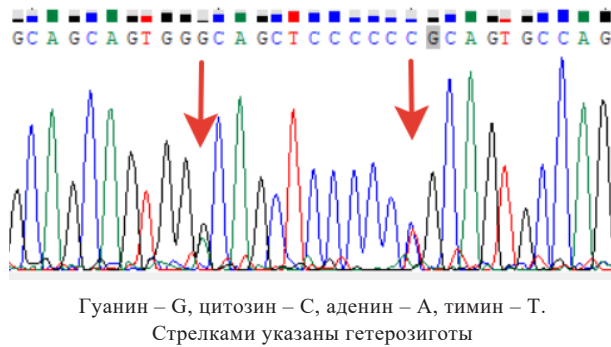 GCAGCAGTGGGCAGCTCCCCCCGCAGTGCCAG
Гуанин – G, цитозин – C, аденин – A, тимин – T.
Стрелками указаны гетерозиготы